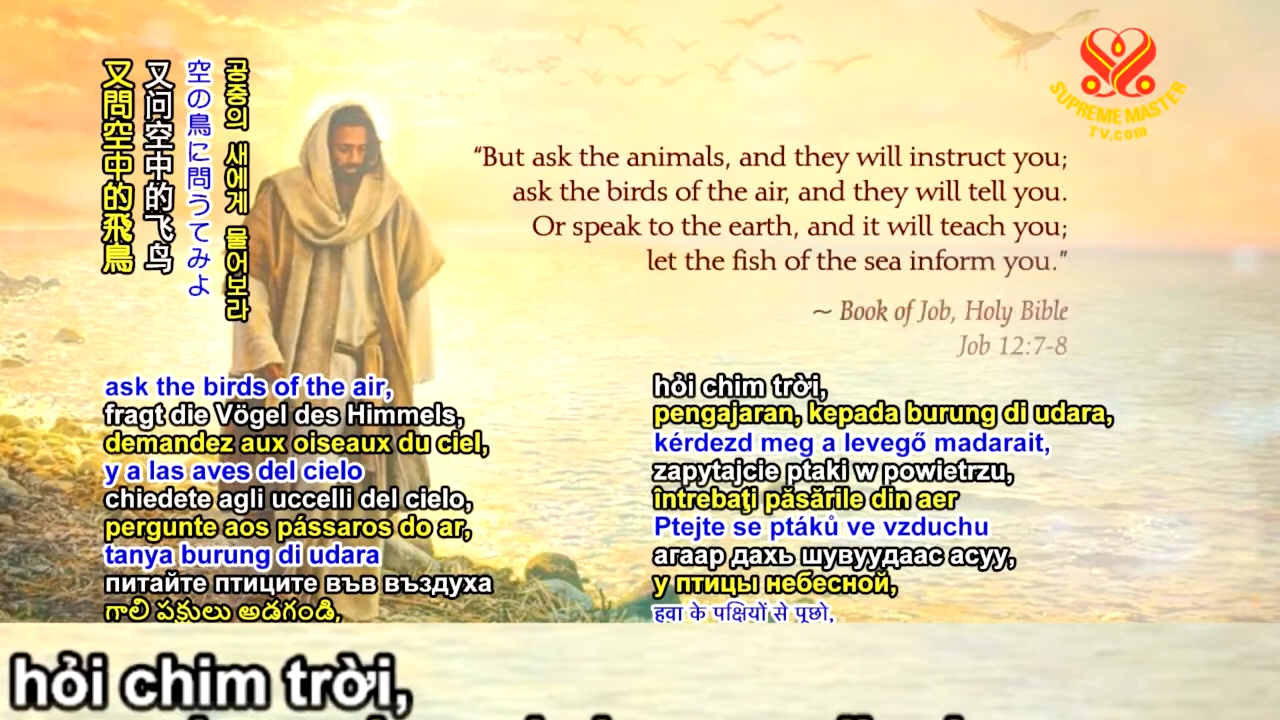 又問空中的飛鳥
又问空中的飞鸟
空の鳥に問うてみよ
공중의 새에게 물어보라
SUPREME MASTER
TV.com
“But ask the animals, and they will instruct you;
ask the birds of the air, and they will tell you.
Or speak to the earth, and it will teach you;
let the fish of the sea inform you.”
~ Book of Job, Holy Bible
Job 12:7-8
ask the birds of the air,
fragt die Vögel des Himmels,
demandez aux oiseaux du ciel,
y a las aves del cielo
chiedete agli uccelli del cielo,
pergunte aos pássaros do ar,
tanya burung di udara
питайте птиците във въздуха
గాలి పక్షులు అడగండి,
hỏi chim trời,
pengajaran, kepada burung di udara,
kérdezd meg a levegő madarait,
zapytajcie ptaki w powietrzu,
întrebaţi păsările din aer
Ptejte se ptáků ve vzduchu
агаар дахь шувуудаас асуу,
у птицы небесной,
हवा के पक्षियों से पूछो,
hỏi chim trời,